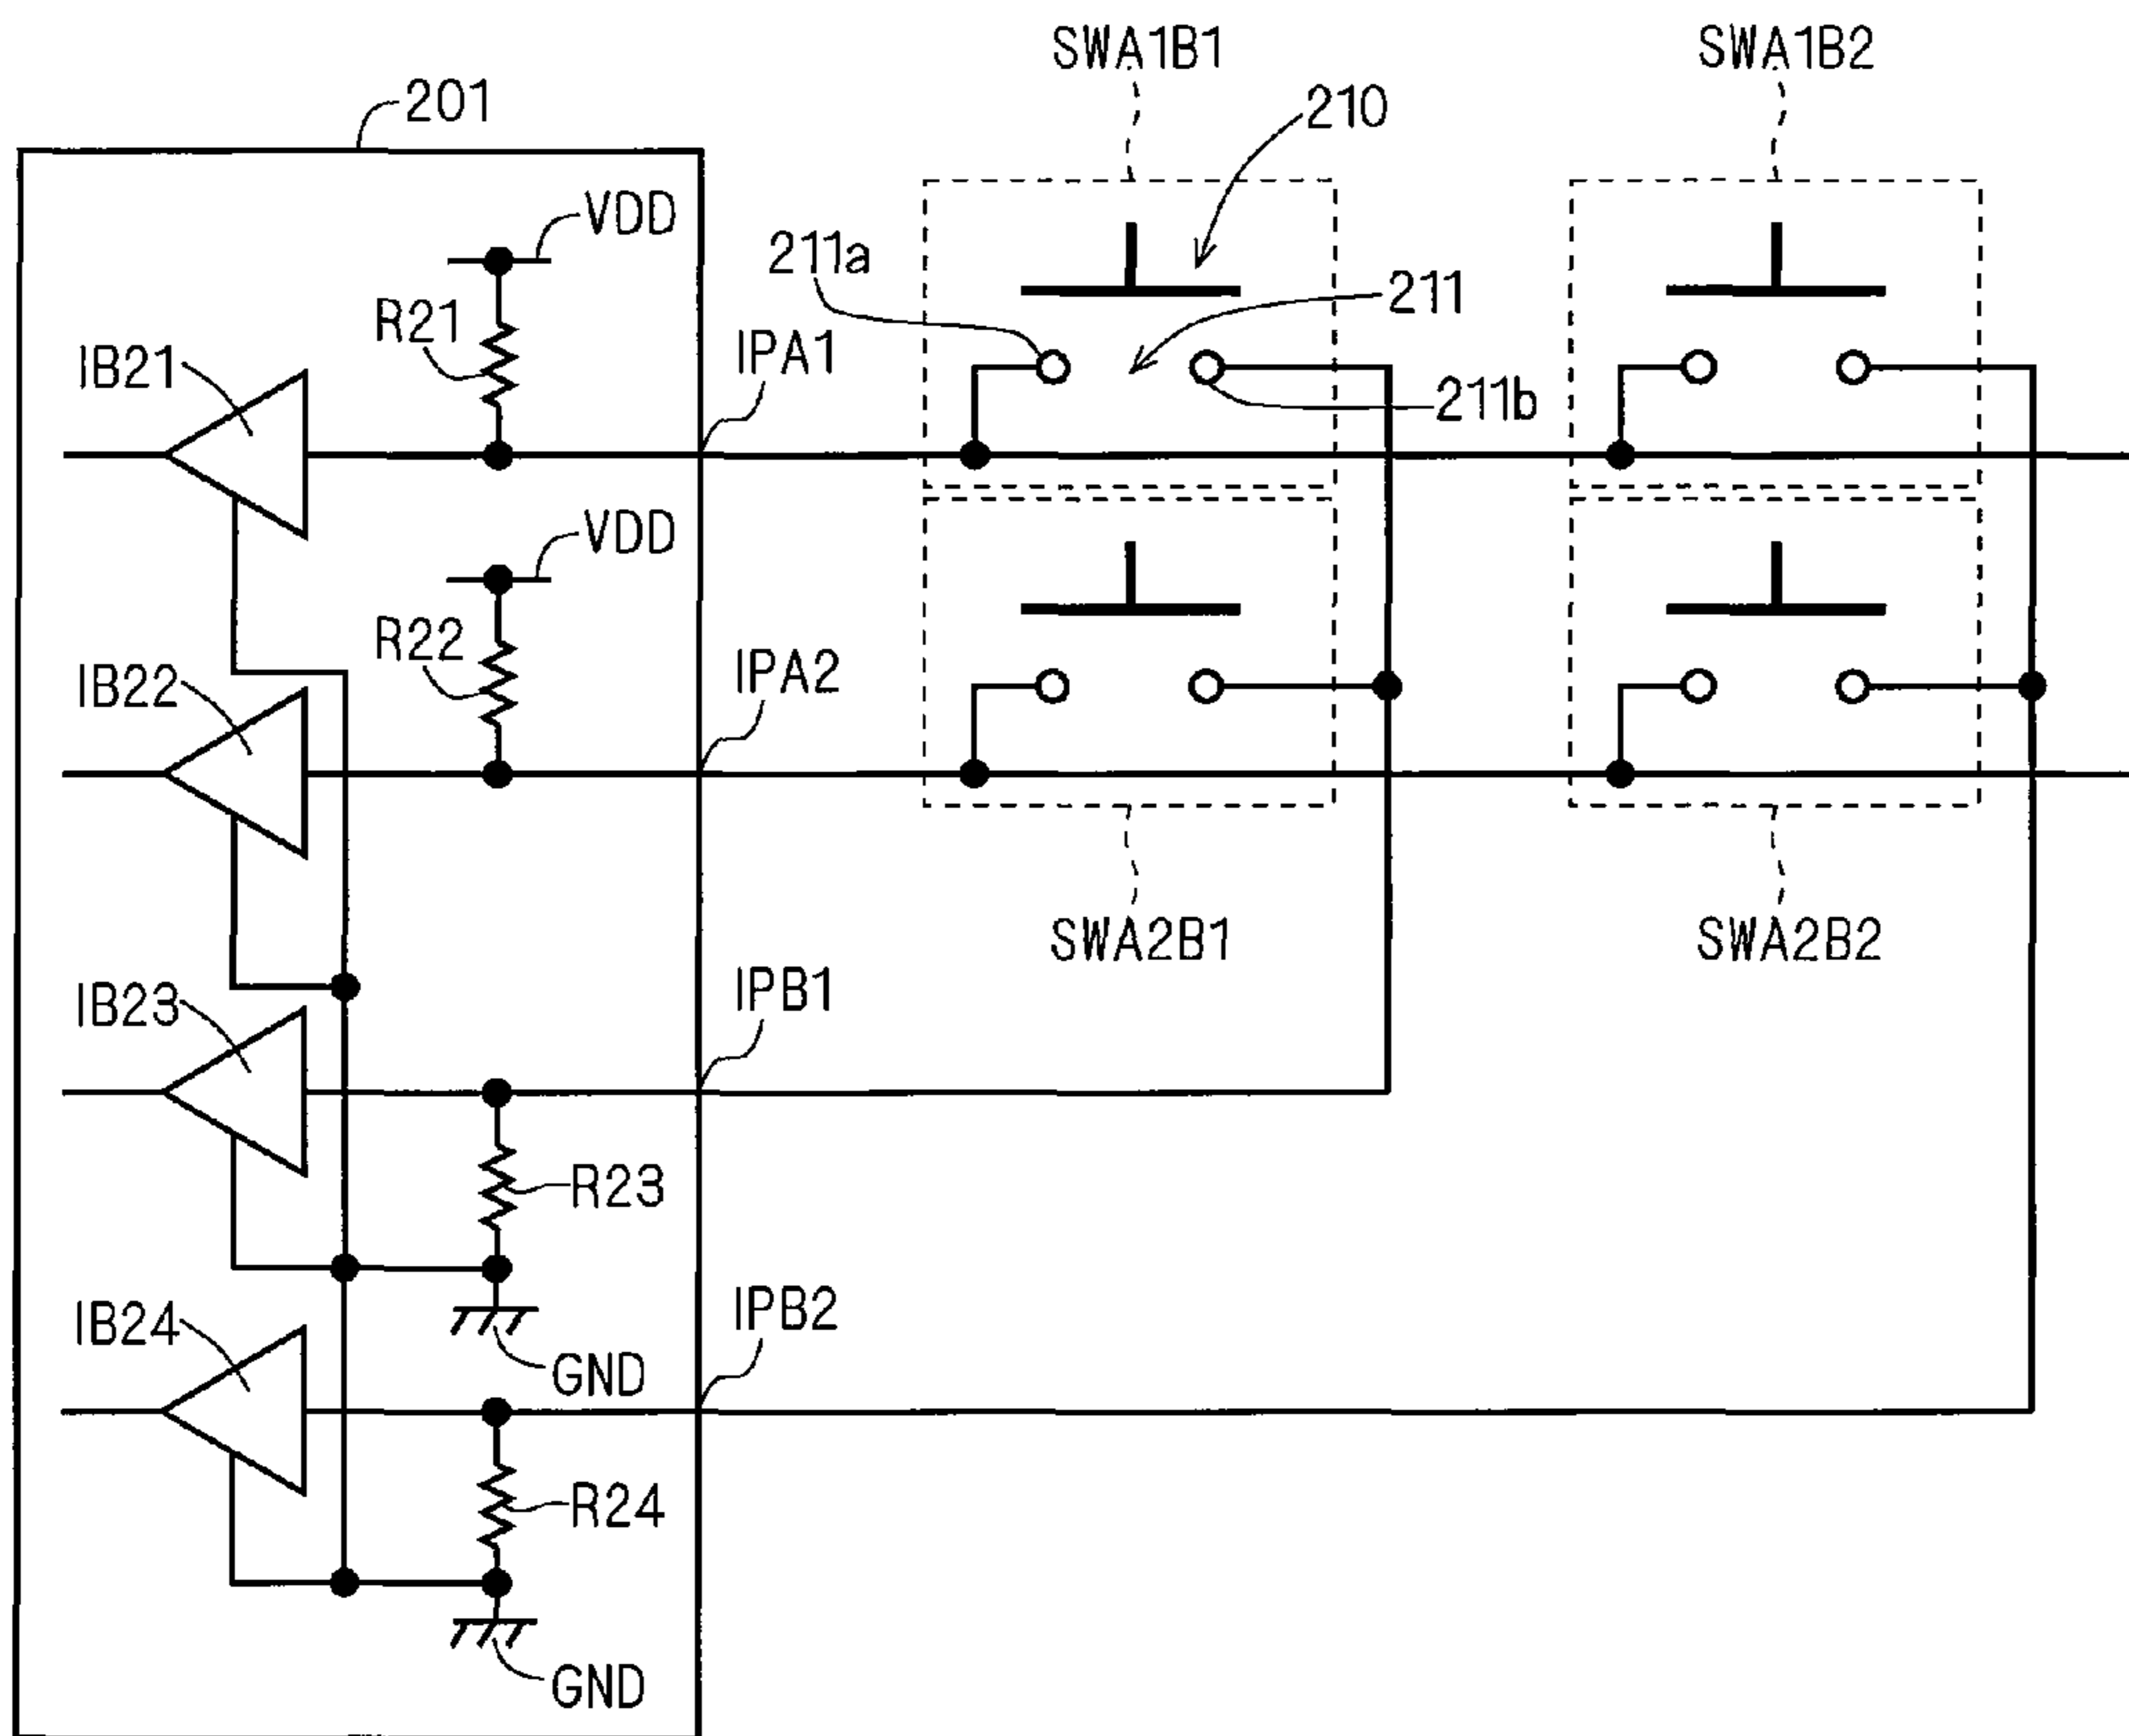 SWA1B1
SWA1B2
201
210
VDD
211a
211
R21
IPA1
IB21
211b
VDD
R22
IPA2
IB22
SWA2B1
SWA2B2
IPB1
IB23
R23
IPB2
IB24
GND
R24
GND